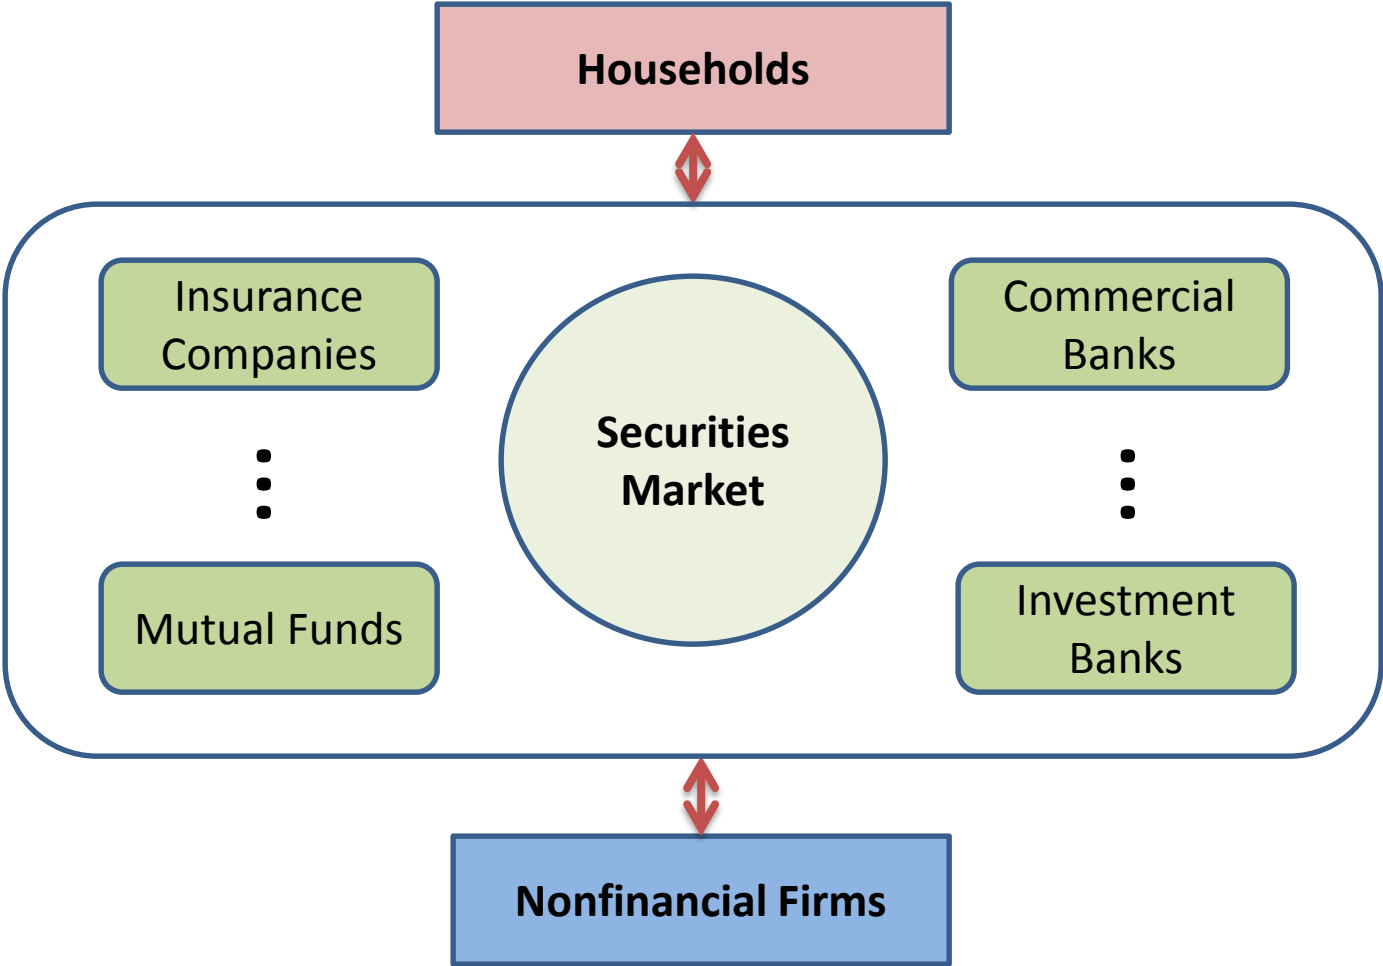 Households
Insurance
Companies
Commercial
Banks
Securities
Market
Mutual Funds
Investment
Banks
Nonfinancial Firms